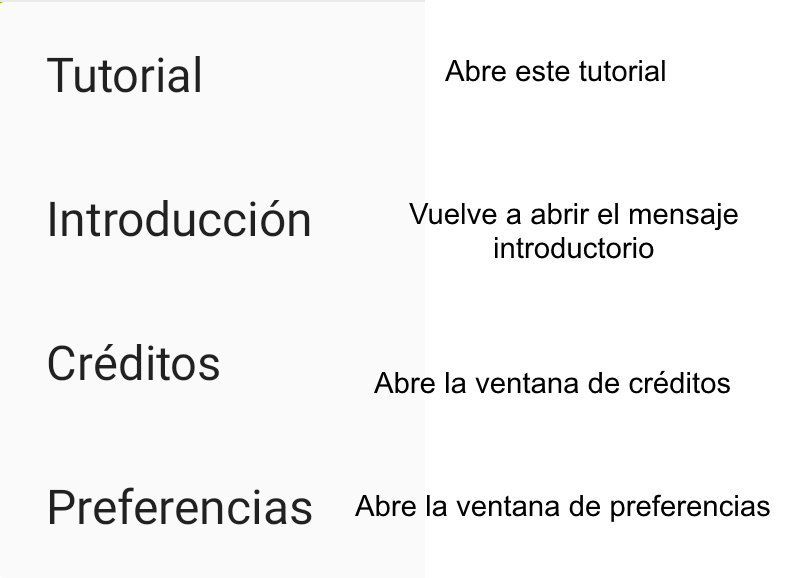 Tutorial
Abre este tutorial
Introducción
Vuelve a abrir el mensaje
introductorio
Créditos
Abre la ventana de créditos
Preferencias
Abre la ventana de preferencias